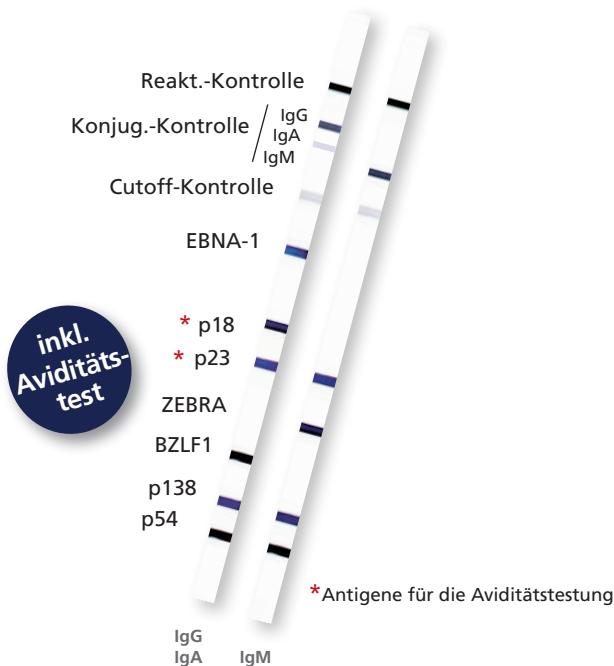 Reakt.-Kontrolle
Konjug.-Kontrolle
IgG
IgA
IgM
Cutoff-Kontrolle
EBNA-1
* p18
* p23
inkl.
Aviditäts-
test
ZEBRA
BZLF1
p138
p54
*Antigene für die Aviditätstestung
IgG
IgA IgM